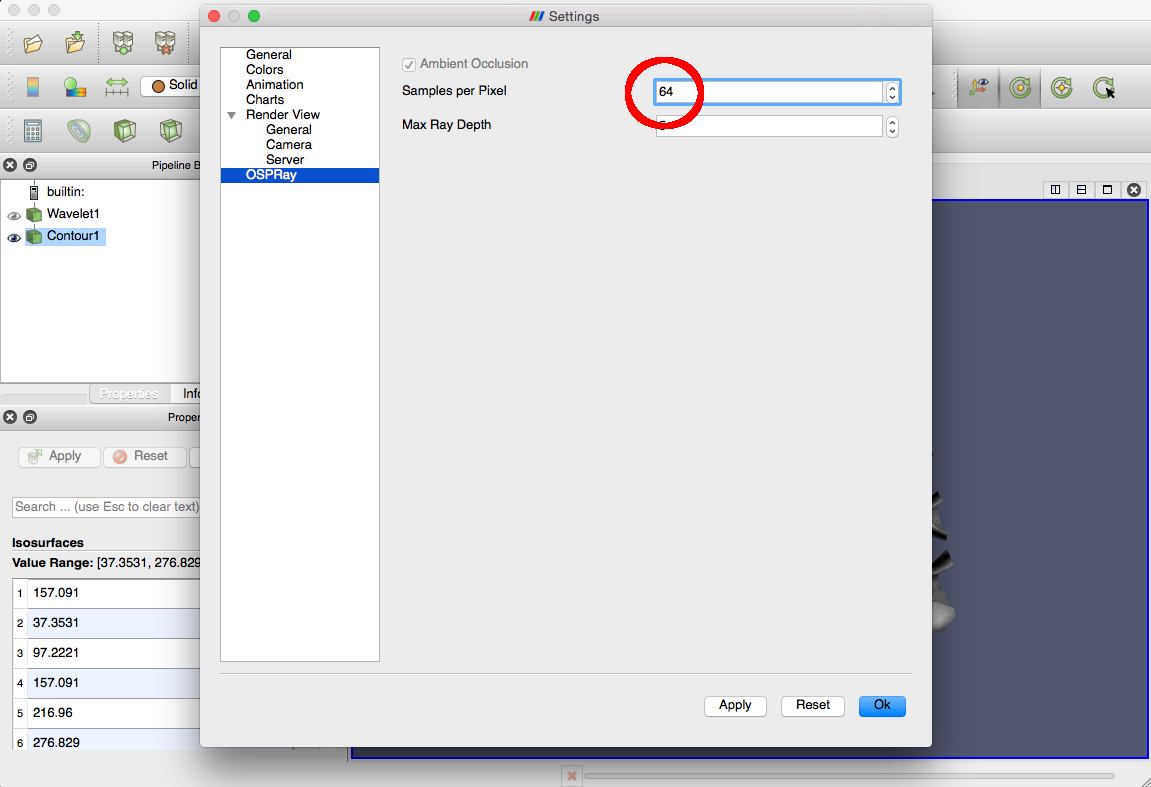 Settings
General
Colors
Animation
Charts
Render View
General
Camera
Server
OSPRay
Ambient Occlusion
Samples per Pixel
64
Max Ray Depth
Apply
Reset
Ok
Solid
Pipeline B
builtin:
Wavelet1
Contour1
Properties
Info
Proper
Apply
Reset
Search ... (use Esc to clear text)
Isosurfaces
Value Range: [37.3531, 276.829
1 157.091
2 37.3531
3 97.2221
4 157.091
5 216.96
6 276.829